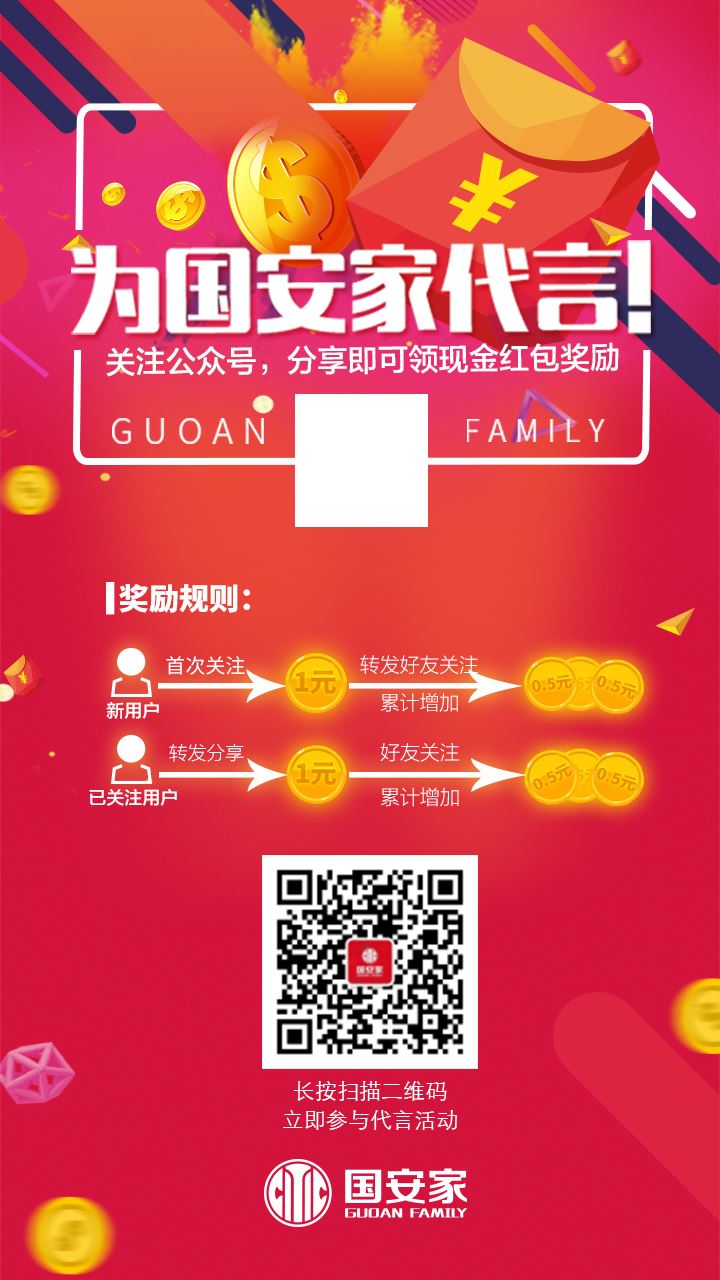 ¥
为国安家代言!
关注公众号，分享即可领现金红包奖励
GUOAN FAMILY
奖励规则：
首次关注 1元 转发好友关注 0.5元 0.5元
新用户 累计增加
转发分享 1元 好友关注 0.5元 0.5元
已关注用户 累计增加
国安家
长按扫描二维码
立即参与代言活动
国安家
GUOAN FAMILY